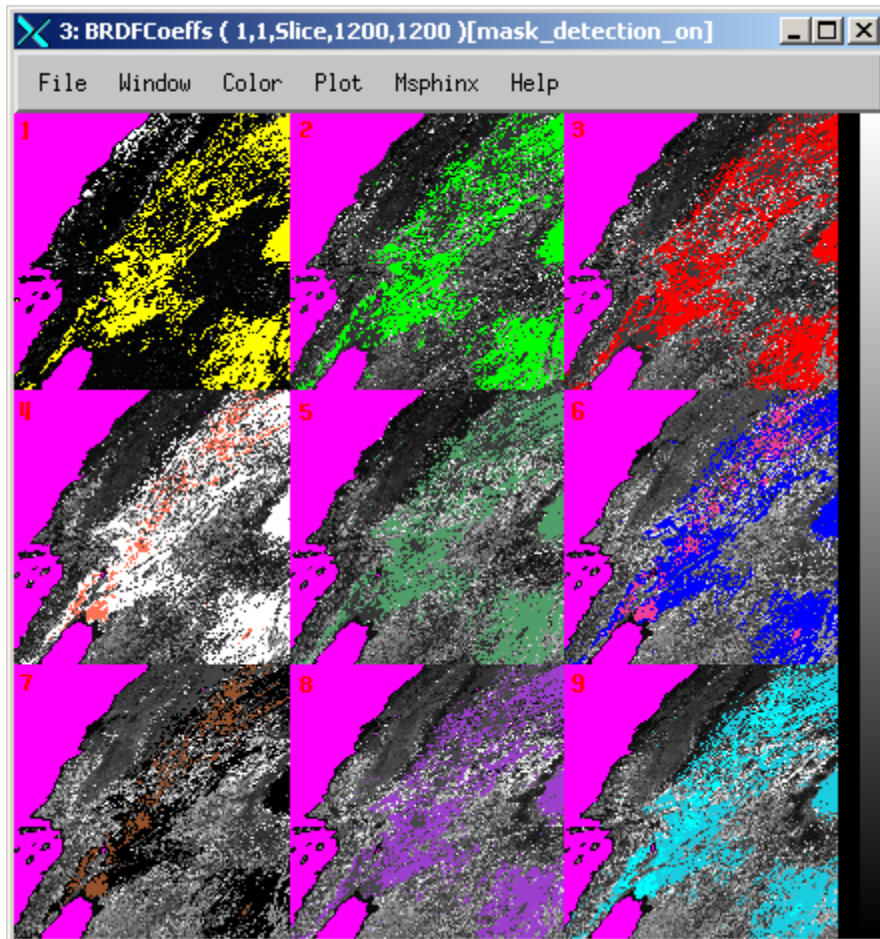 3: BRDFCoeffs ( 1,1,Slice,1200,1200 )[mask_detection_on]
File Window Color Plot Msphinx Help
1 2 3
4 5 6
7 8 9